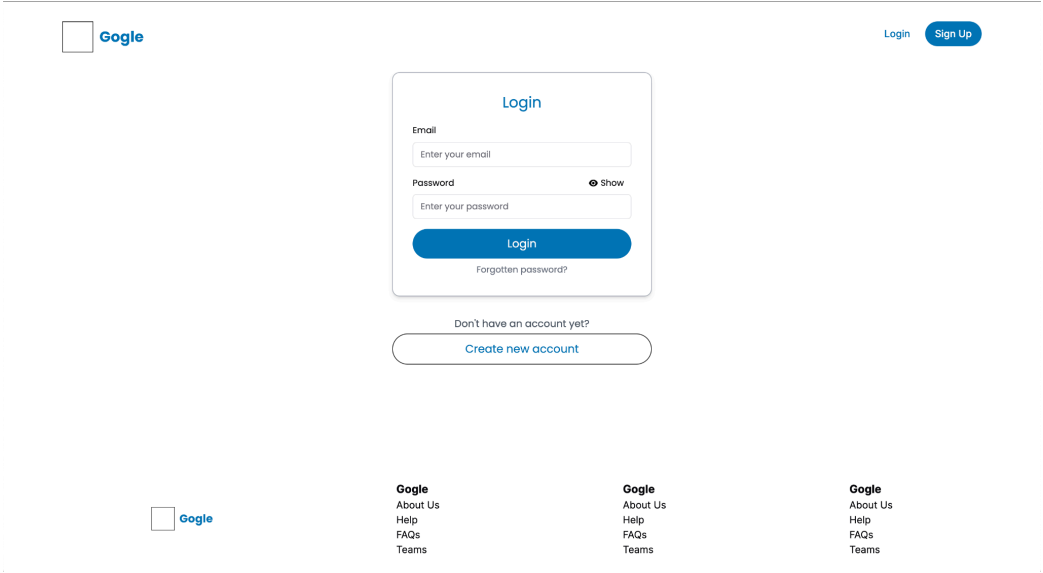 Gogle
Login Sign Up
Login
Email
Enter your email
Password Show
Enter your password
Login
Forgotten password?
Don't have an account yet?
Create new account
Gogle
Gogle
About Us
Help
FAQs
Teams
Gogle
About Us
Help
FAQs
Teams
Gogle
About Us
Help
FAQs
Teams